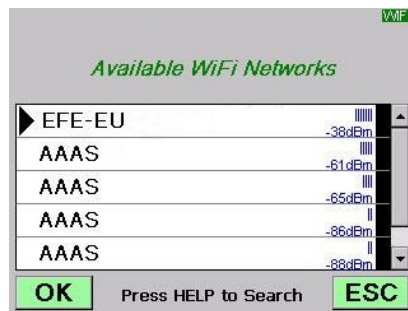 WIF
Available WiFi Networks
EFE-EU
-38dBm
AAAS
-61dBm
AAAS
-65dBm
AAAS
-86dBm
AAAS
-88dBm
OK Press HELP to Search ESC